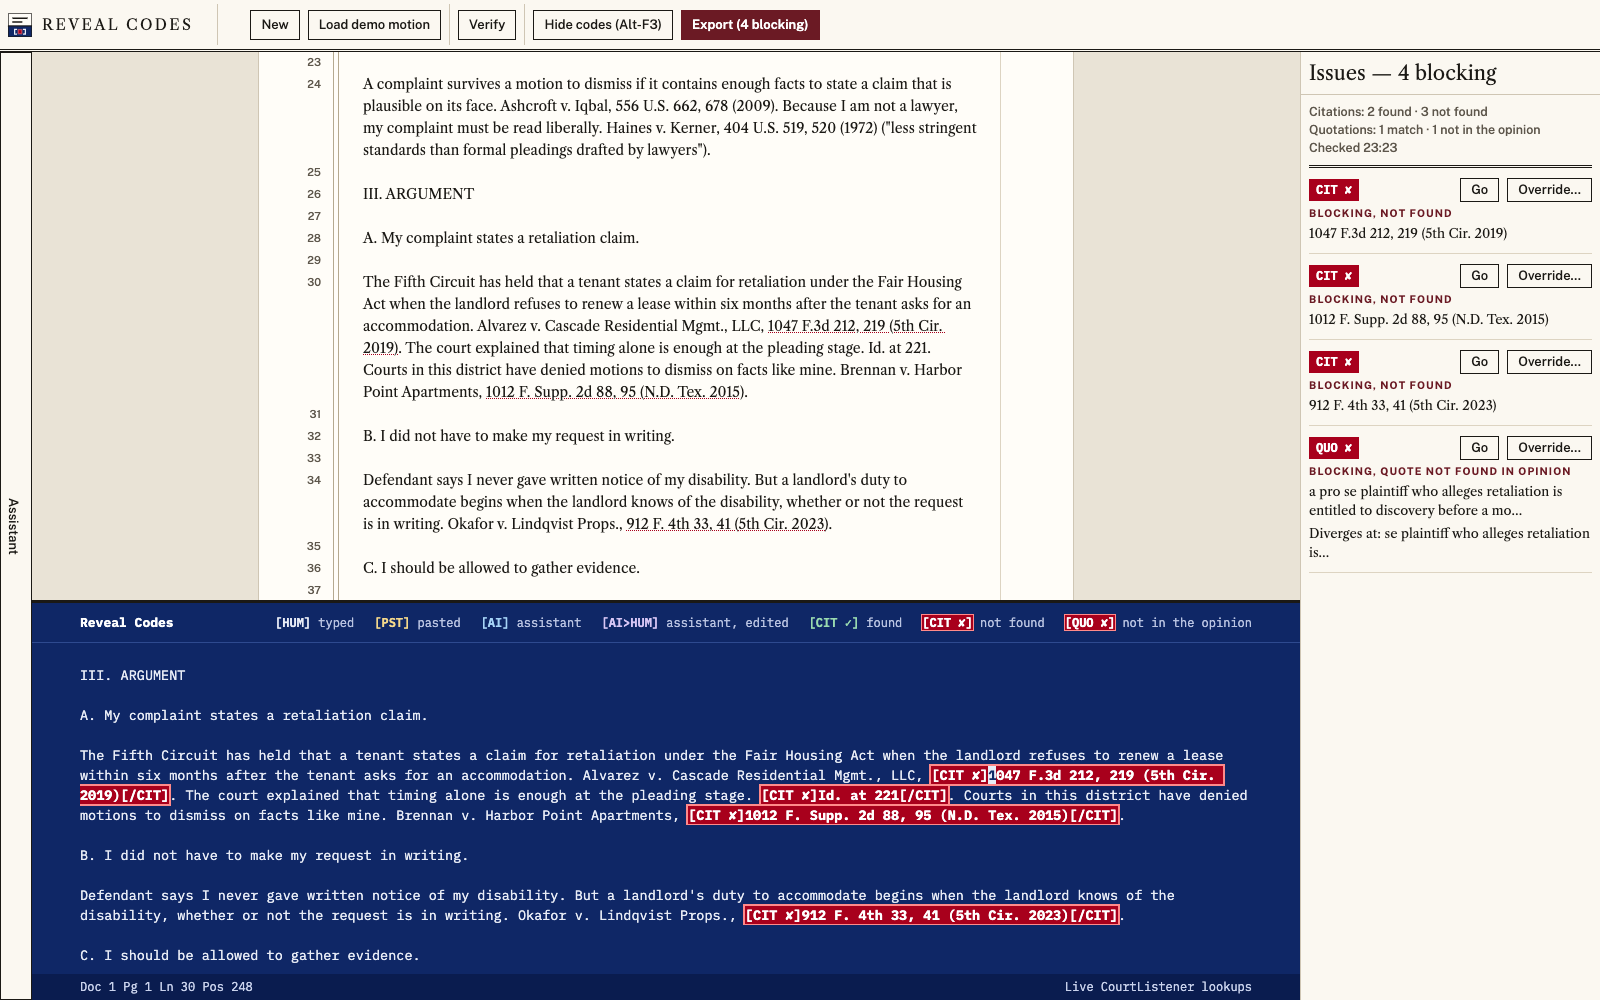 REVEAL CODES
New
Load demo motion
Verify
Hide codes (Alt-F3)
Export (4 blocking)
Assistant
23
24 A complaint survives a motion to dismiss if it contains enough facts to state a claim that is
plausible on its face. Ashcroft v. Iqbal, 556 U.S. 662, 678 (2009). Because I am not a lawyer,
my complaint must be read liberally. Haines v. Kerner, 404 U.S. 519, 520 (1972) ("less stringent
standards than formal pleadings drafted by lawyers").
25
26 III. ARGUMENT
27
28 A. My complaint states a retaliation claim.
29
30 The Fifth Circuit has held that a tenant states a claim for retaliation under the Fair Housing
Act when the landlord refuses to renew a lease within six months after the tenant asks for an
accommodation. Alvarez v. Cascade Residential Mgmt., LLC, 1047 F.3d 212, 219 (5th Cir.
2019). The court explained that timing alone is enough at the pleading stage. Id. at 221.
Courts in this district have denied motions to dismiss on facts like mine. Brennan v. Harbor
Point Apartments, 1012 F. Supp. 2d 88, 95 (N.D. Tex. 2015).
31
32 B. I did not have to make my request in writing.
33
34 Defendant says I never gave written notice of my disability. But a landlord's duty to
accommodate begins when the landlord knows of the disability, whether or not the request
is in writing. Okafor v. Lindqvist Props., 912 F. 4th 33, 41 (5th Cir. 2023).
35
36 C. I should be allowed to gather evidence.
37
Issues — 4 blocking
Citations: 2 found · 3 not found
Quotations: 1 match · 1 not in the opinion
Checked 23:23
CIT ✘ Go Override...
BLOCKING, NOT FOUND
1047 F.3d 212, 219 (5th Cir. 2019)
CIT ✘ Go Override...
BLOCKING, NOT FOUND
1012 F. Supp. 2d 88, 95 (N.D. Tex. 2015)
CIT ✘ Go Override...
BLOCKING, NOT FOUND
912 F. 4th 33, 41 (5th Cir. 2023)
QUO ✘ Go Override...
BLOCKING, QUOTE NOT FOUND IN OPINION
a pro se plaintiff who alleges retaliation is
entitled to discovery before a mo...
Diverges at: se plaintiff who alleges retaliation
is...
Reveal Codes [HUM] typed [PST] pasted [AI] assistant [AI>HUM] assistant, edited [CIT ✓] found [CIT ✘] not found [QUO ✘] not in the opinion
III. ARGUMENT
A. My complaint states a retaliation claim.
The Fifth Circuit has held that a tenant states a claim for retaliation under the Fair Housing Act when the landlord refuses to renew a lease
within six months after the tenant asks for an accommodation. Alvarez v. Cascade Residential Mgmt., LLC, [CIT ✘]1047 F.3d 212, 219 (5th Cir.
2019)[/CIT]. The court explained that timing alone is enough at the pleading stage. [CIT ✘]Id. at 221[/CIT]. Courts in this district have denied
motions to dismiss on facts like mine. Brennan v. Harbor Point Apartments, [CIT ✘]1012 F. Supp. 2d 88, 95 (N.D. Tex. 2015)[/CIT].
B. I did not have to make my request in writing.
Defendant says I never gave written notice of my disability. But a landlord's duty to accommodate begins when the landlord knows of the
disability, whether or not the request is in writing. Okafor v. Lindqvist Props., [CIT ✘]912 F. 4th 33, 41 (5th Cir. 2023)[/CIT].
C. I should be allowed to gather evidence.
Doc 1 Pg 1 Ln 30 Pos 248
Live CourtListener lookups